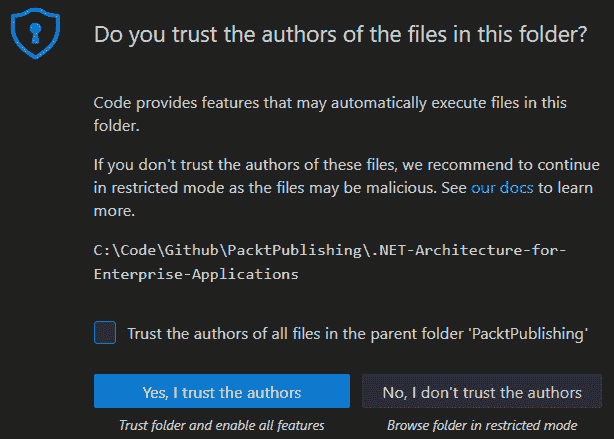 Do you trust the authors of the files in this folder?
Code provides features that may automatically execute files in this
folder.
If you don't trust the authors of these files, we recommend to continue
in restricted mode as the files may be malicious. See our docs to learn
more.
C:\Code\Github\PacktPublishing\.NET-Architecture-for-
Enterprise-Applications
Trust the authors of all files in the parent folder 'PacktPublishing'
Yes, I trust the authors
No, I don't trust the authors
Trust folder and enable all features
Browse folder in restricted mode